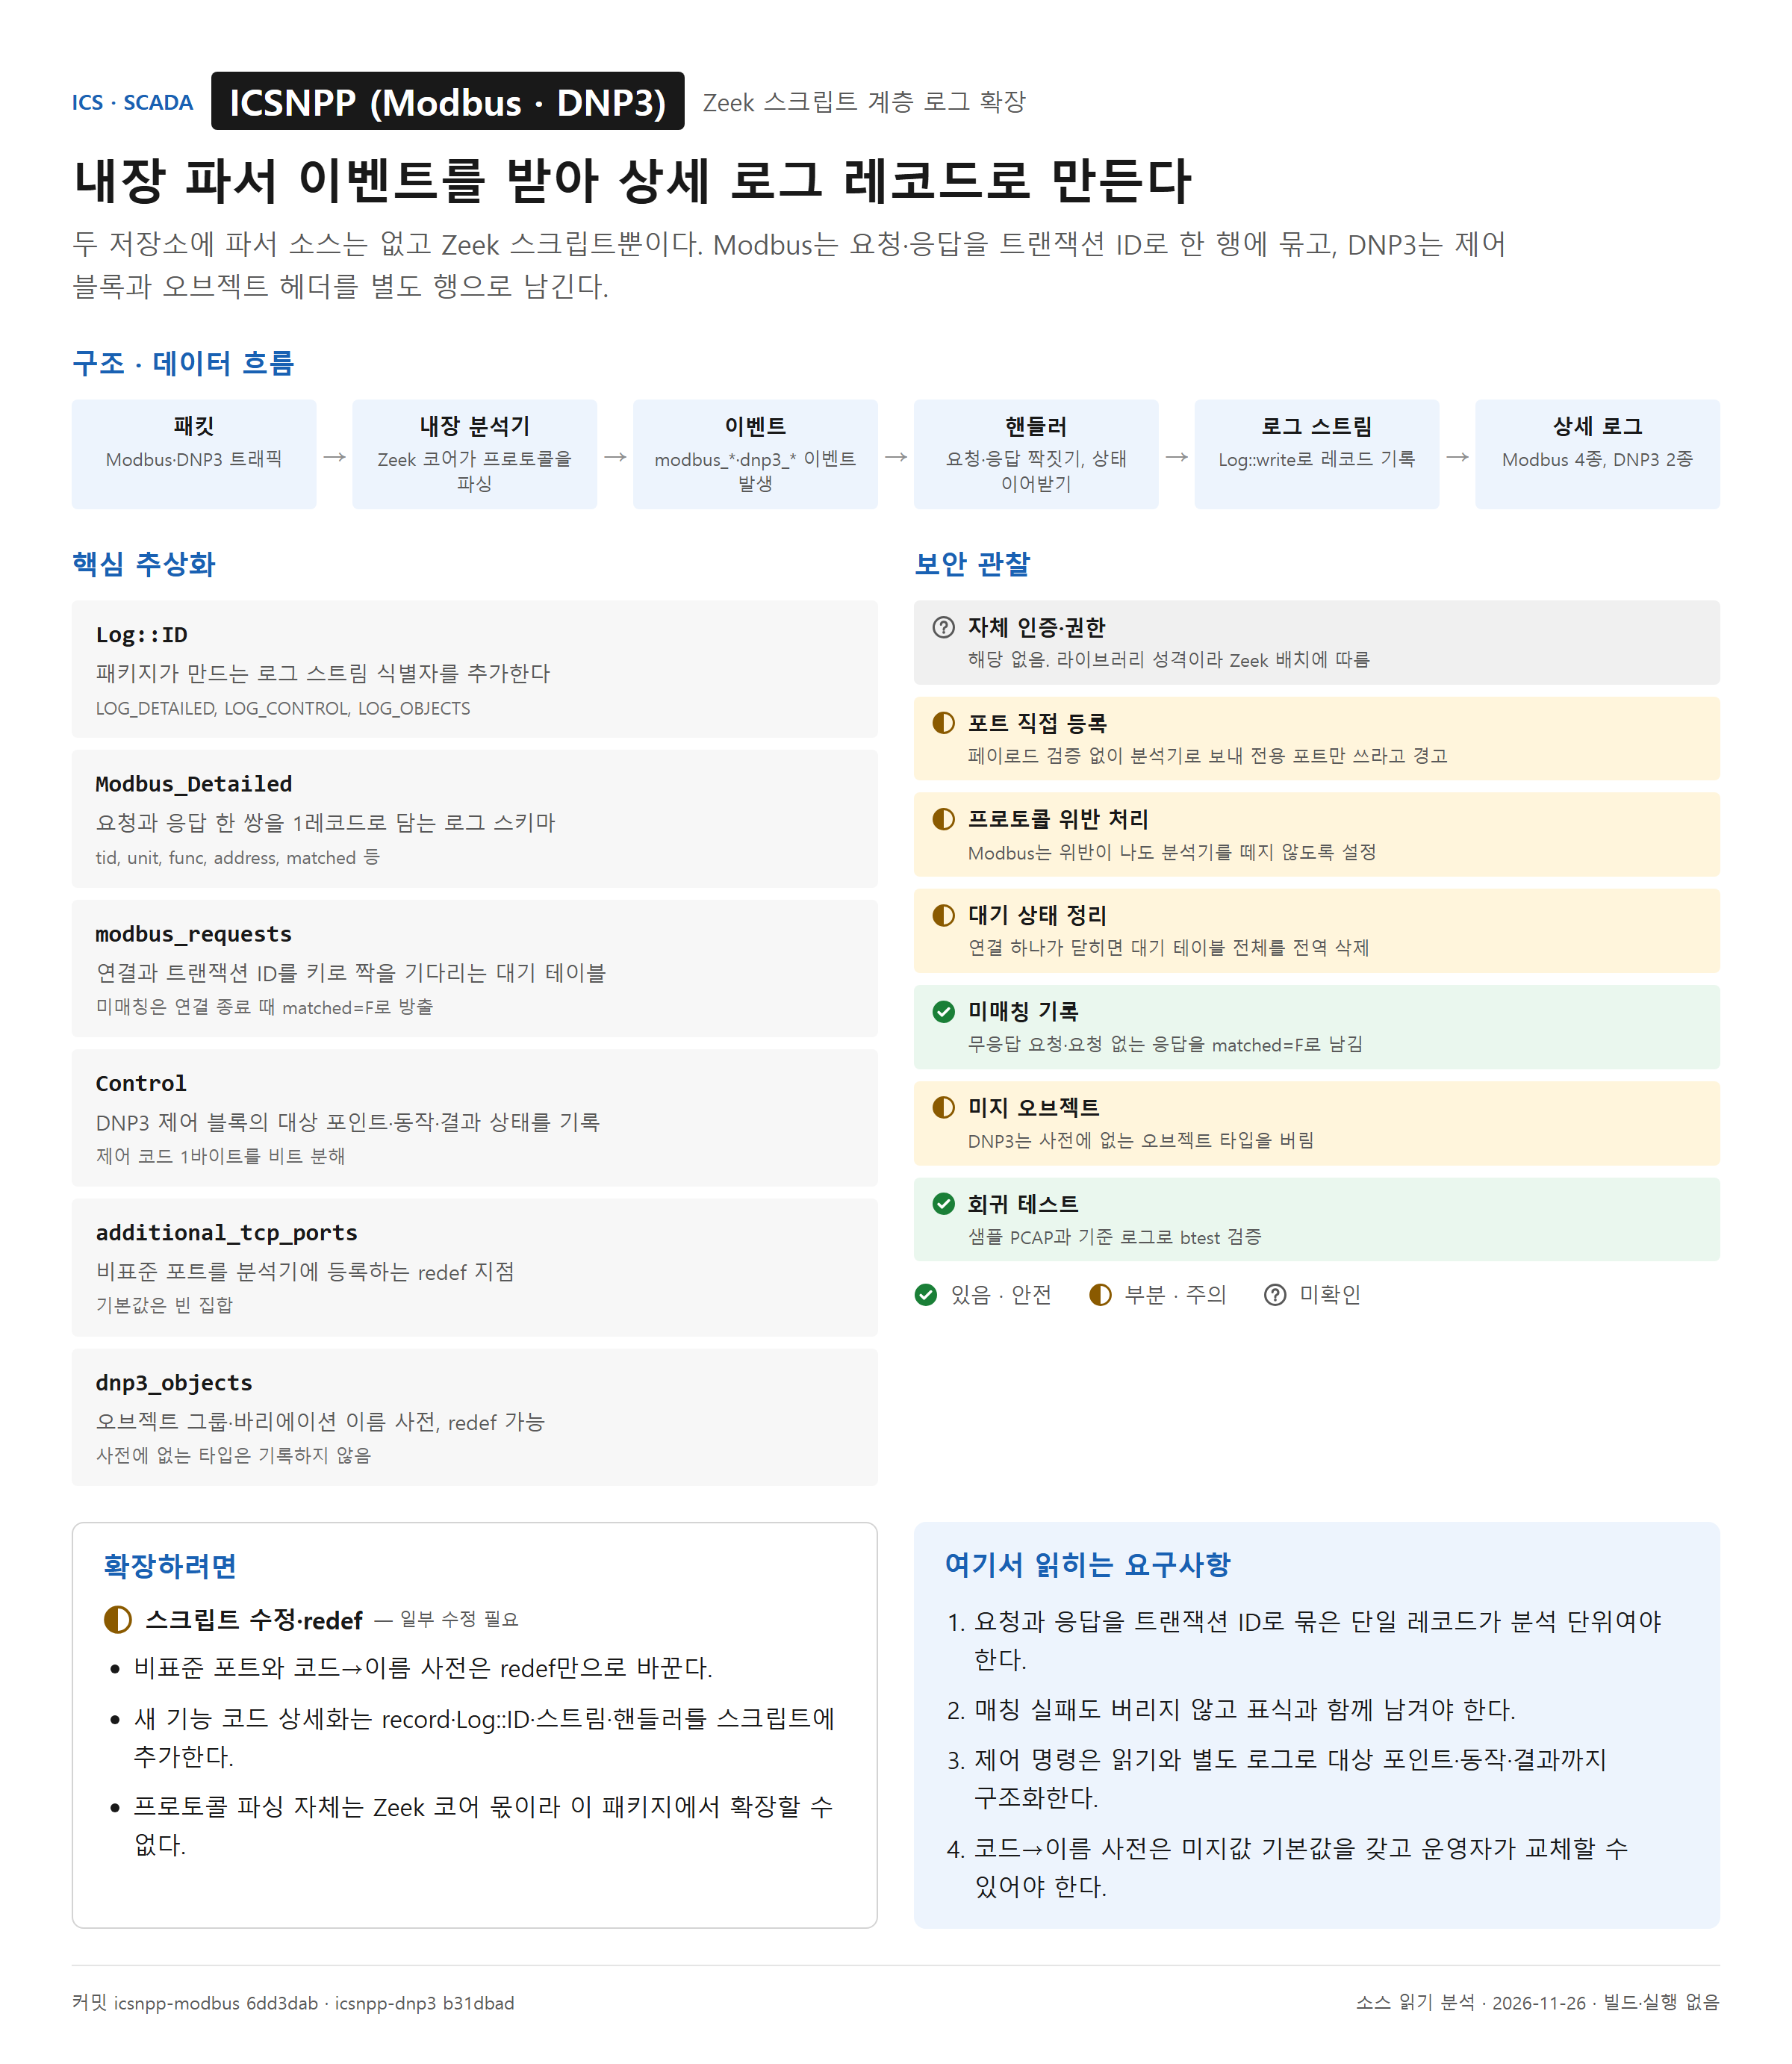 ICS · SCADA
ICSNPP (Modbus · DNP3)
Zeek 스크립트 계층 로그 확장
내장 파서 이벤트를 받아 상세 로그 레코드로 만든다
두 저장소에 파서 소스는 없고 Zeek 스크립트뿐이다. Modbus는 요청·응답을 트랜잭션 ID로 한 행에 묶고, DNP3는 제어
블록과 오브젝트 헤더를 별도 행으로 남긴다.
구조 · 데이터 흐름
패킷
Modbus·DNP3 트래픽
→
내장 분석기
Zeek 코어가 프로토콜을
파싱
→
이벤트
modbus_*·dnp3_* 이벤트
발생
→
핸들러
요청·응답 짝짓기, 상태
이어받기
→
로그 스트림
Log::write로 레코드 기록
→
상세 로그
Modbus 4종, DNP3 2종
핵심 추상화
Log::ID
패키지가 만드는 로그 스트림 식별자를 추가한다
LOG_DETAILED, LOG_CONTROL, LOG_OBJECTS
Modbus_Detailed
요청과 응답 한 쌍을 1레코드로 담는 로그 스키마
tid, unit, func, address, matched 등
modbus_requests
연결과 트랜잭션 ID를 키로 짝을 기다리는 대기 테이블
미매칭은 연결 종료 때 matched=F로 방출
Control
DNP3 제어 블록의 대상 포인트·동작·결과 상태를 기록
제어 코드 1바이트를 비트 분해
additional_tcp_ports
비표준 포트를 분석기에 등록하는 redef 지점
기본값은 빈 집합
dnp3_objects
오브젝트 그룹·바리에이션 이름 사전, redef 가능
사전에 없는 타입은 기록하지 않음
보안 관찰
자체 인증·권한
해당 없음. 라이브러리 성격이라 Zeek 배치에 따름
포트 직접 등록
페이로드 검증 없이 분석기로 보내 전용 포트만 쓰라고 경고
프로토콜 위반 처리
Modbus는 위반이 나도 분석기를 떼지 않도록 설정
대기 상태 정리
연결 하나가 닫히면 대기 테이블 전체를 전역 삭제
미매칭 기록
무응답 요청·요청 없는 응답을 matched=F로 남김
미지 오브젝트
DNP3는 사전에 없는 오브젝트 타입을 버림
회귀 테스트
샘플 PCAP과 기준 로그로 btest 검증
있음 · 안전
부분 · 주의
미확인
확장하려면
스크립트 수정·redef — 일부 수정 필요
• 비표준 포트와 코드→이름 사전은 redef만으로 바꾼다.
• 새 기능 코드 상세화는 record·Log::ID·스트림·핸들러를 스크립트에
추가한다.
• 프로토콜 파싱 자체는 Zeek 코어 몫이라 이 패키지에서 확장할 수
없다.
여기서 읽히는 요구사항
1. 요청과 응답을 트랜잭션 ID로 묶은 단일 레코드가 분석 단위여야
한다.
2. 매칭 실패도 버리지 않고 표식과 함께 남겨야 한다.
3. 제어 명령은 읽기와 별도 로그로 대상 포인트·동작·결과까지
구조화한다.
4. 코드→이름 사전은 미지값 기본값을 갖고 운영자가 교체할 수
있어야 한다.
커밋 icsnpp-modbus 6dd3dab · icsnpp-dnp3 b31dbad
소스 읽기 분석 · 2026-11-26 · 빌드·실행 없음